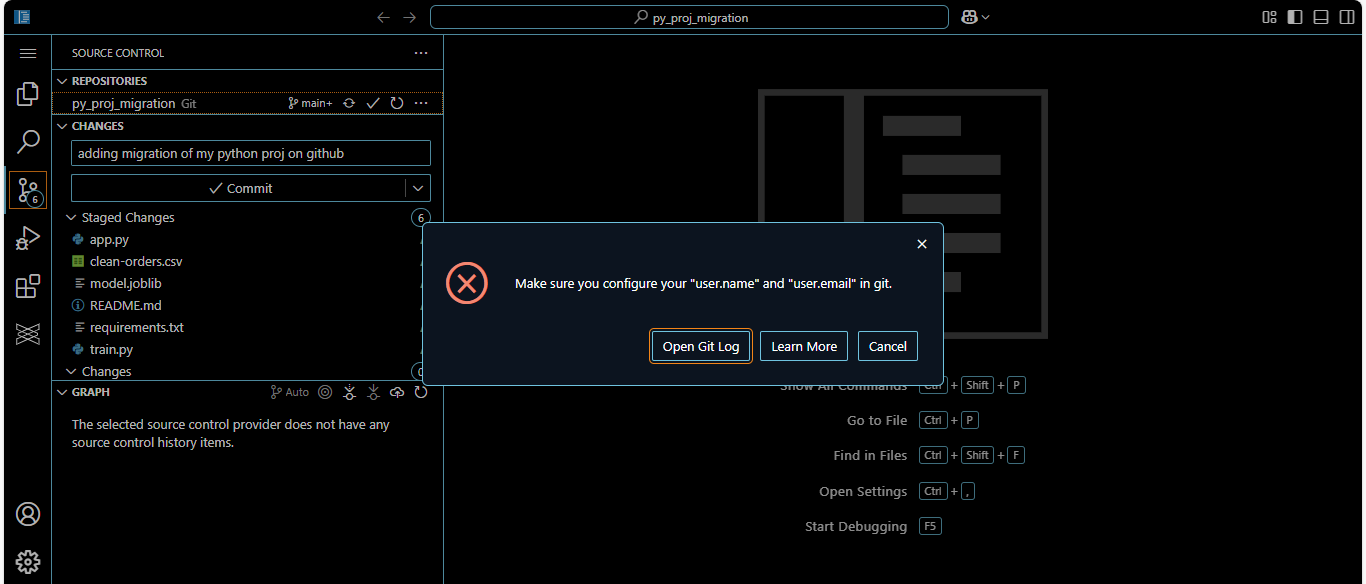 py_proj_migration
SOURCE CONTROL
REPOSITORIES
py_proj_migration Git main+
CHANGES
adding migration of my python proj on github
Commit
6
Staged Changes 6
app.py
clean-orders.csv
model.joblib
README.md
requirements.txt
train.py
Changes
GRAPH Auto
The selected source control provider does not have any
source control history items.
Make sure you configure your "user.name" and "user.email" in git.
Open Git Log Learn More Cancel
Show All Commands Ctrl + Shift + P
Go to File Ctrl + P
Find in Files Ctrl + Shift + F
Open Settings Ctrl + ,
Start Debugging F5